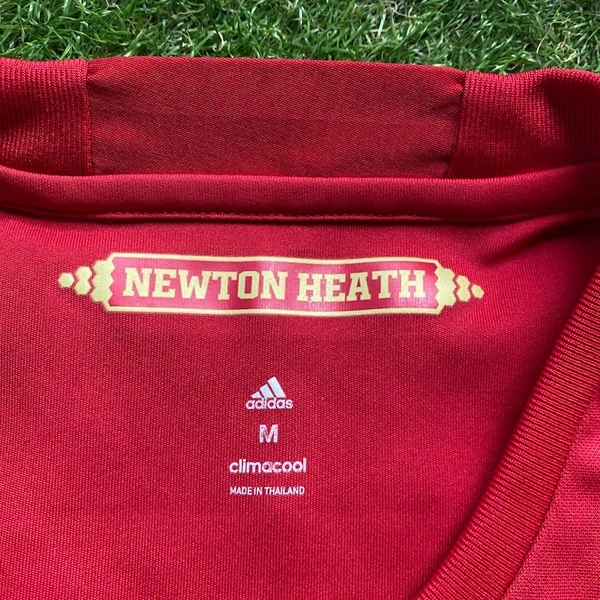 NEWTON HEATH
adidas
M
climacool
MADE IN THAILAND